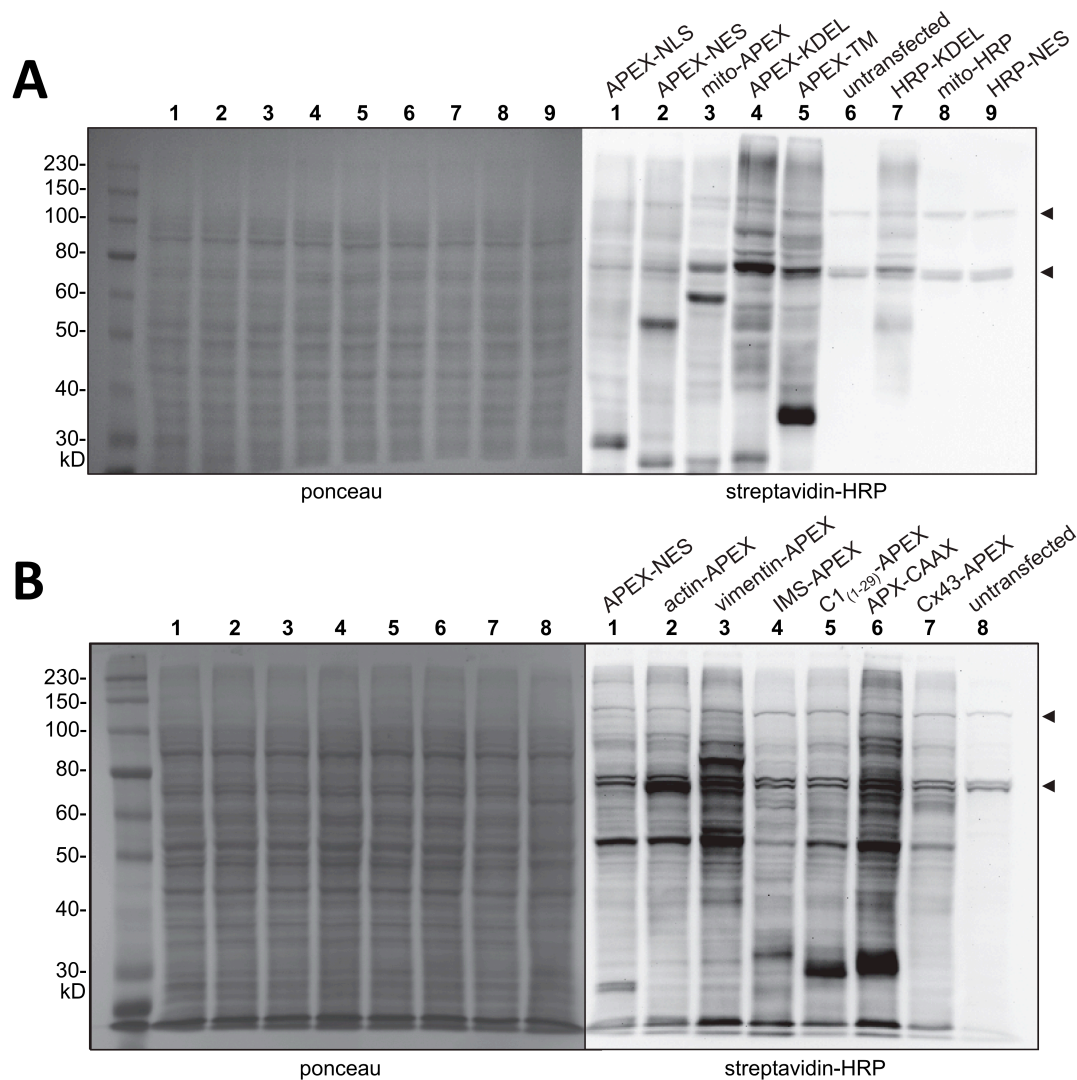 A
APEX-NLS
APEX-NES
mito-APEX
APEX-KDEL
APEX-TM
untransfected
HRP-KDEL
mito-HRP
HRP-NES
1 2 3 4 5 6 7 8 9 1 2 3 4 5 6 7 8 9
230-
150-
100-
80-
60-
50-
40-
30-
kD
ponceau streptavidin-HRP
B
APEX-NES
actin-APEX
vimentin-APEX
IMS-APEX
C1(1-29)-APEX
APX-CAAX
Cx43-APEX
untransfected
1 2 3 4 5 6 7 8 1 2 3 4 5 6 7 8
230-
150-
100-
80-
60-
50-
40-
30-
kD
ponceau streptavidin-HRP